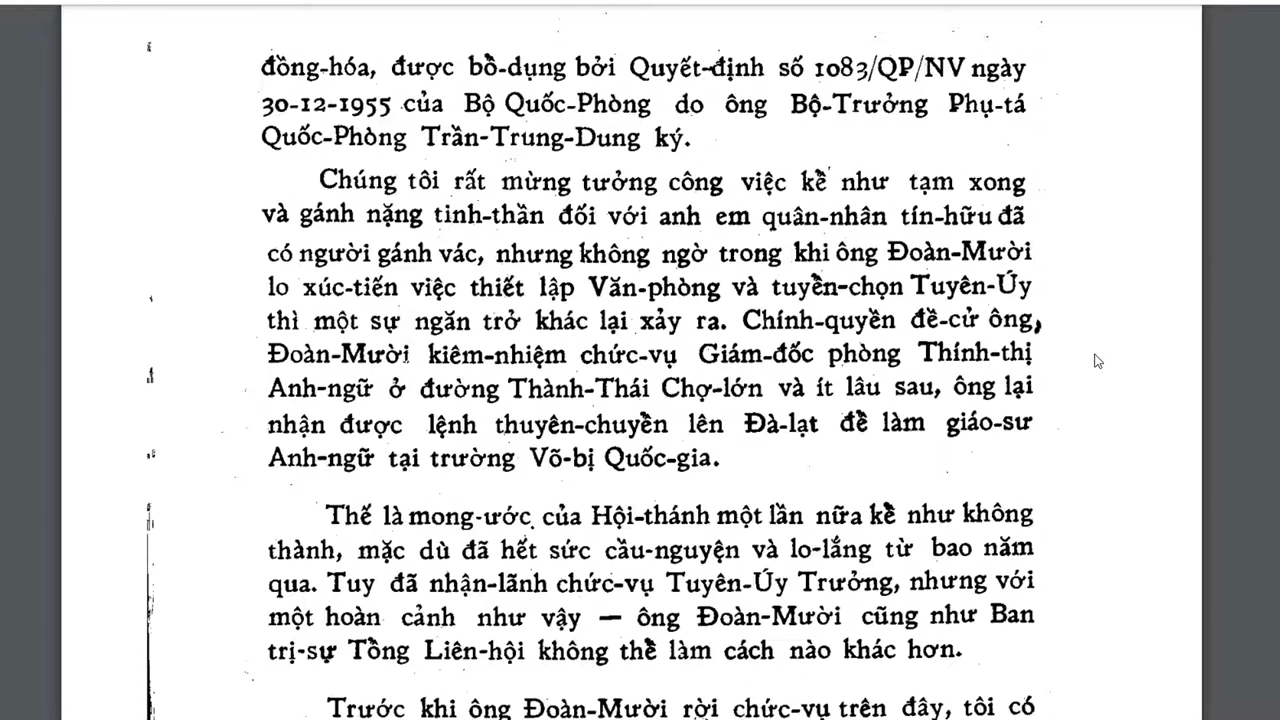 đồng-hóa, được bổ-dụng bởi Quyết-định số 1083/QP/NV ngày
30-12-1955 của Bộ Quốc-Phòng do ông Bộ-Trưởng Phụ-tá
Quốc-Phòng Trần-Trung-Dung ký.
Chúng tôi rất mừng tưởng công việc kể như tạm xong
và gánh nặng tinh-thần đối với anh em quân-nhân tín-hữu đã
có người gánh vác, nhưng không ngờ trong khi ông Đoàn-Mười
lo xúc-tiến việc thiết lập Văn-phòng và tuyển-chọn Tuyên-Úy
thì một sự ngăn trở khác lại xảy ra. Chính-quyền đề-cử ông,
Đoàn-Mười kiêm-nhiệm chức-vụ Giám-đốc phòng Thính-thị
Anh-ngữ ở đường Thành-Thái Chợ-lớn và ít lâu sau, ông lại
nhận được lệnh thuyên-chuyển lên Đà-lạt để làm giáo-sư
Anh-ngữ tại trường Võ-bị Quốc-gia.
Thế là mong-ước của Hội-thánh một lần nữa kể như không
thành, mặc dù đã hết sức cầu-nguyện và lo-lắng từ bao năm
qua. Tuy đã nhận-lãnh chức-vụ Tuyên-Úy Trưởng, nhưng với
một hoàn cảnh như vậy — ông Đoàn-Mười cũng như Ban
trị-sự Tổng Liên-hội không thể làm cách nào khác hơn.
Trước khi ông Đoàn-Mười rời chức-vụ trên đây, tôi có